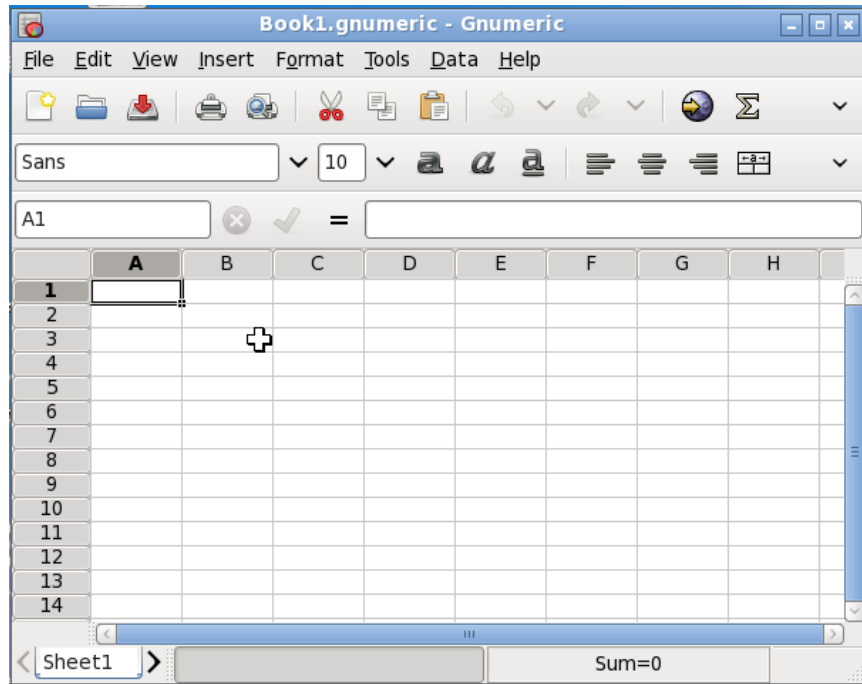 Book1.gnumeric - Gnumeric
File Edit View Insert Format Tools Data Help
Sans 10 a a a a
A1 =
A B C D E F G H
1
2
3
4
5
6
7
8
9
10
11
12
13
14
Sheet1 Sum=0